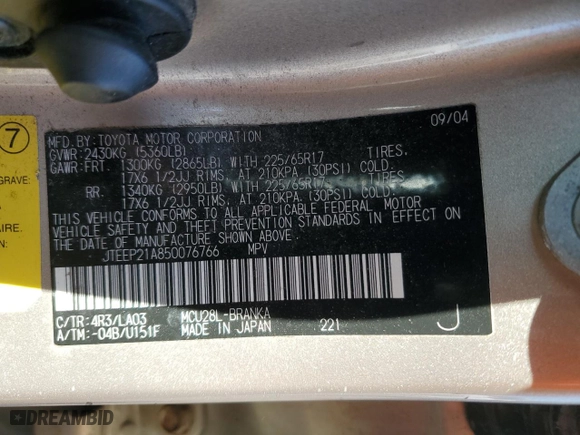 7
GRAVE:
AIRE.
09/04
MFD.BY:TOYOTA MOTOR CORPORATION
GVWR:2430KG (5360LB)
GAWR:FRT. 1300KG (2865LB) WITH 225/65R17 TIRES.
17X6 1/2JJ RIMS, AT 210KPA (30PSI) COLD.
RR. 1340KG (2950LB) WITH 225/65R17 TIRES.
17X6 1/2JJ RIMS, AT 210KPA.(30PSI) COLD.
THIS VEHICLE CONFORMS TO ALL APPLICABLE FEDERAL MOTOR
VEHICLE SAFETY AND THEFT PREVENTION STANDARDS IN EFFECT ON
THE DATE OF MANUFACTURE SHOWN ABOVE.
JTEEP21A850076766 MPV
C/TR:4R3/LA03 MCU28L-BRANKA
A/TM:-04B/U151F MADE IN JAPAN 221 J
DREAMBID